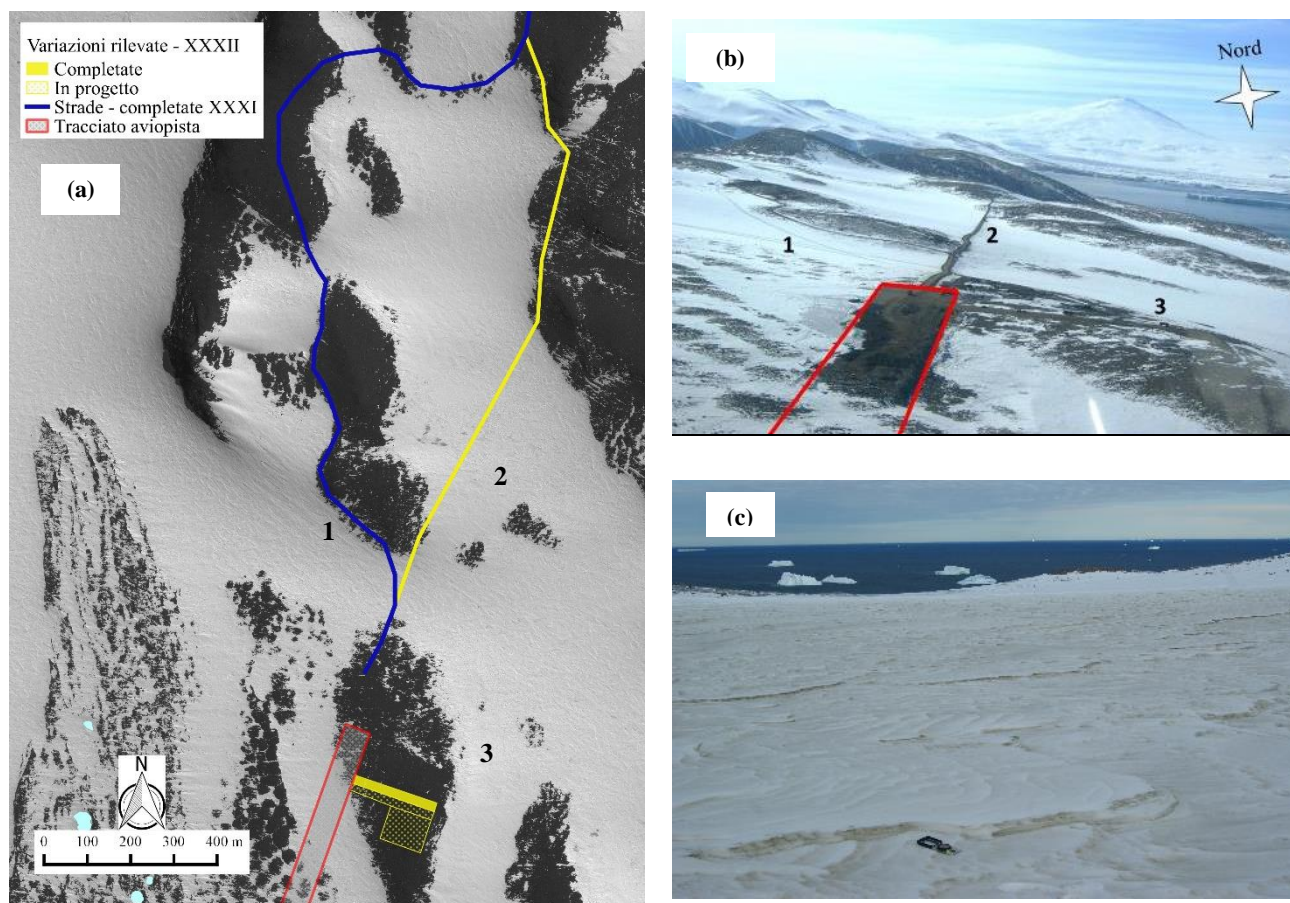 Variazioni rilevate - XXXII
Completate
In progetto
Strade - completate XXXI
Tracciato aviopista
(a)
1
2
3
N
0 100 200 300 400 m
(b)
Nord
1
2
3
(c)